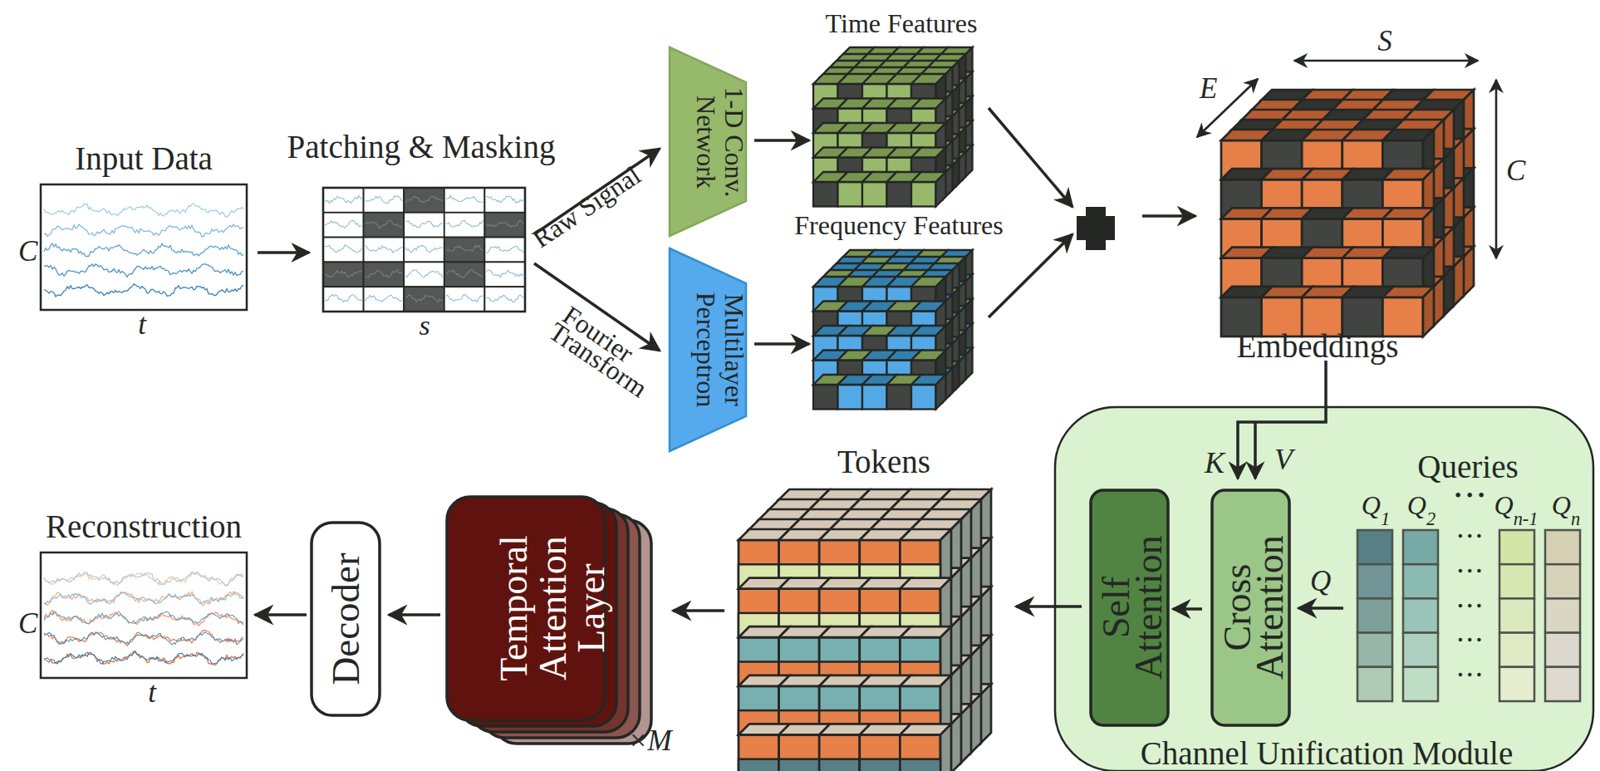 Time Features
S
E
1-D Conv.
Network
Patching & Masking
Input Data
Raw Signal
C
C
Frequency Features
t
s
Fourier
Transform
Multilayer
Perceptron
Embeddings
Tokens
K
V
Queries
...
Q1
Q2
Qn-1
Qn
...
...
...
...
...
Reconstruction
C
t
Decoder
Temporal
Attention
Layer
×M
Self
Attention
Cross
Attention
Q
Channel Unification Module